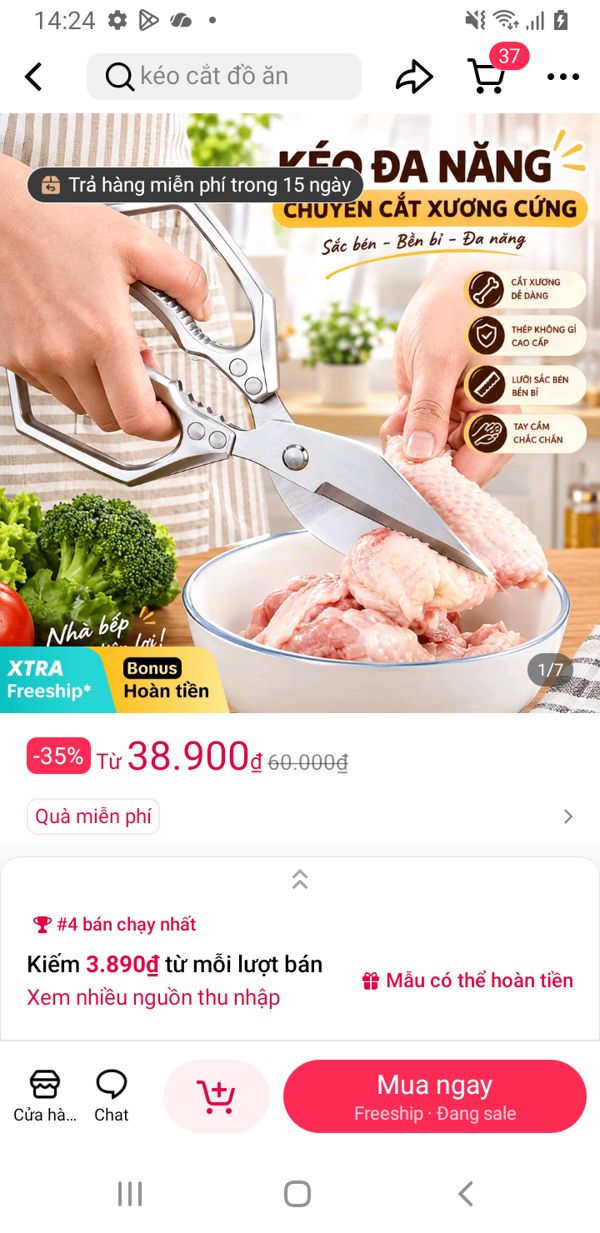 14:24
kéo cắt đồ ăn
37
KÉO ĐA NĂNG
Trả hàng miễn phí trong 15 ngày
CHUYÊN CẮT XƯƠNG CỨNG
Sắc bén - Bền bỉ - Đa năng
CẮT XƯƠNG
DỄ DÀNG
THÉP KHÔNG GỈ
CAO CẤP
LƯỠI SẮC BÉN
BỀN BỈ
TAY CẦM
CHẮC CHẮN
Nhà bếp
lợi!
XTRA
Freeship*
Bonus
Hoàn tiền
1/7
-35% Từ 38.900₫ 60.000₫
Quà miễn phí
#4 bán chạy nhất
Kiếm 3.890₫ từ mỗi lượt bán
Xem nhiều nguồn thu nhập
Mẫu có thể hoàn tiền
Cửa hà...
Chat
Mua ngay
Freeship · Đang sale